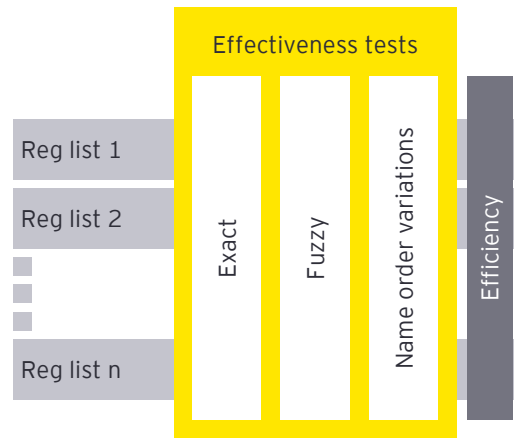 Effectiveness tests
Reg list 1
Reg list 2
Reg list n
Exact
Fuzzy
Name order variations
Efficiency